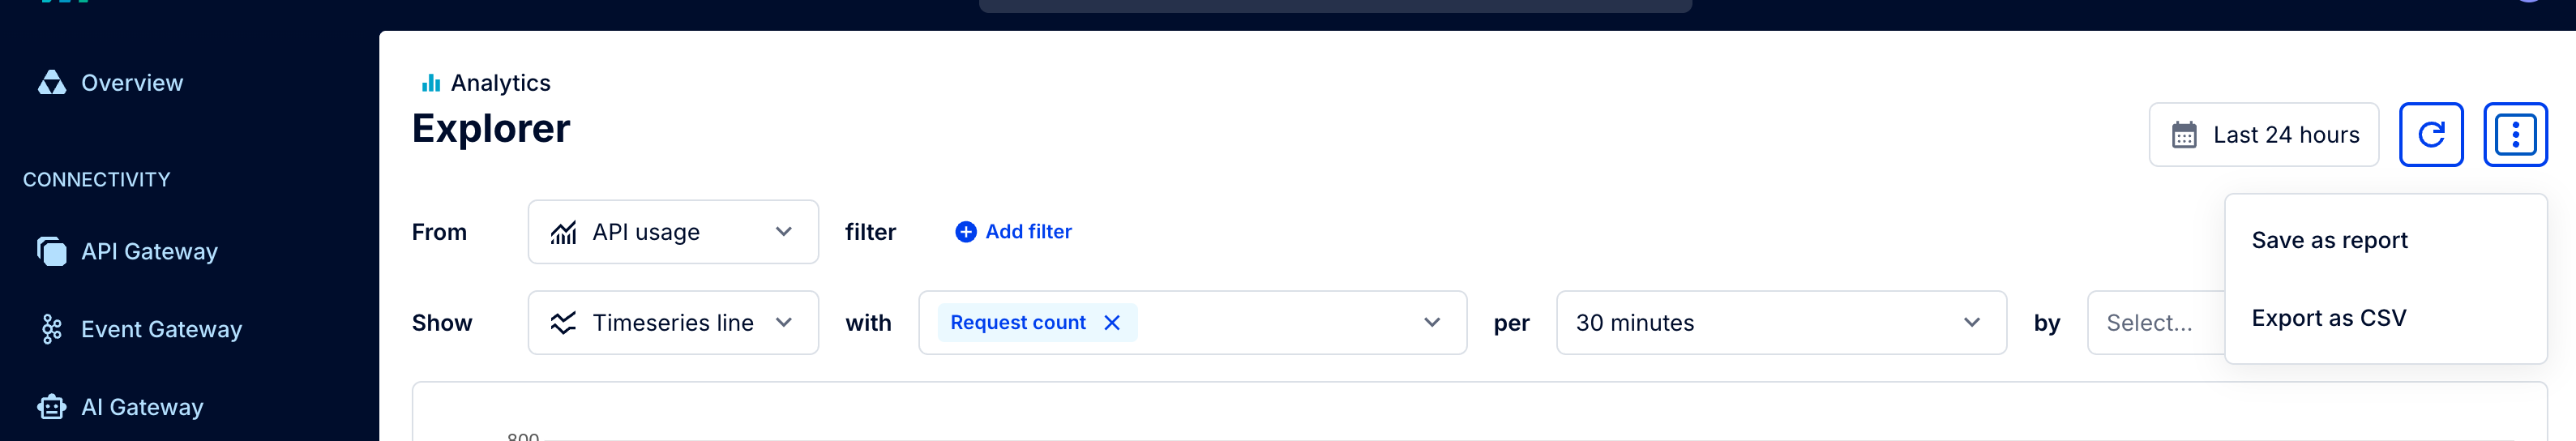 Overview
CONNECTIVITY
API Gateway
Event Gateway
AI Gateway
Analytics
Explorer
Last 24 hours
From API usage filter Add filter
Show Timeseries line with Request count per 30 minutes by Select...
Save as report
Export as CSV
800